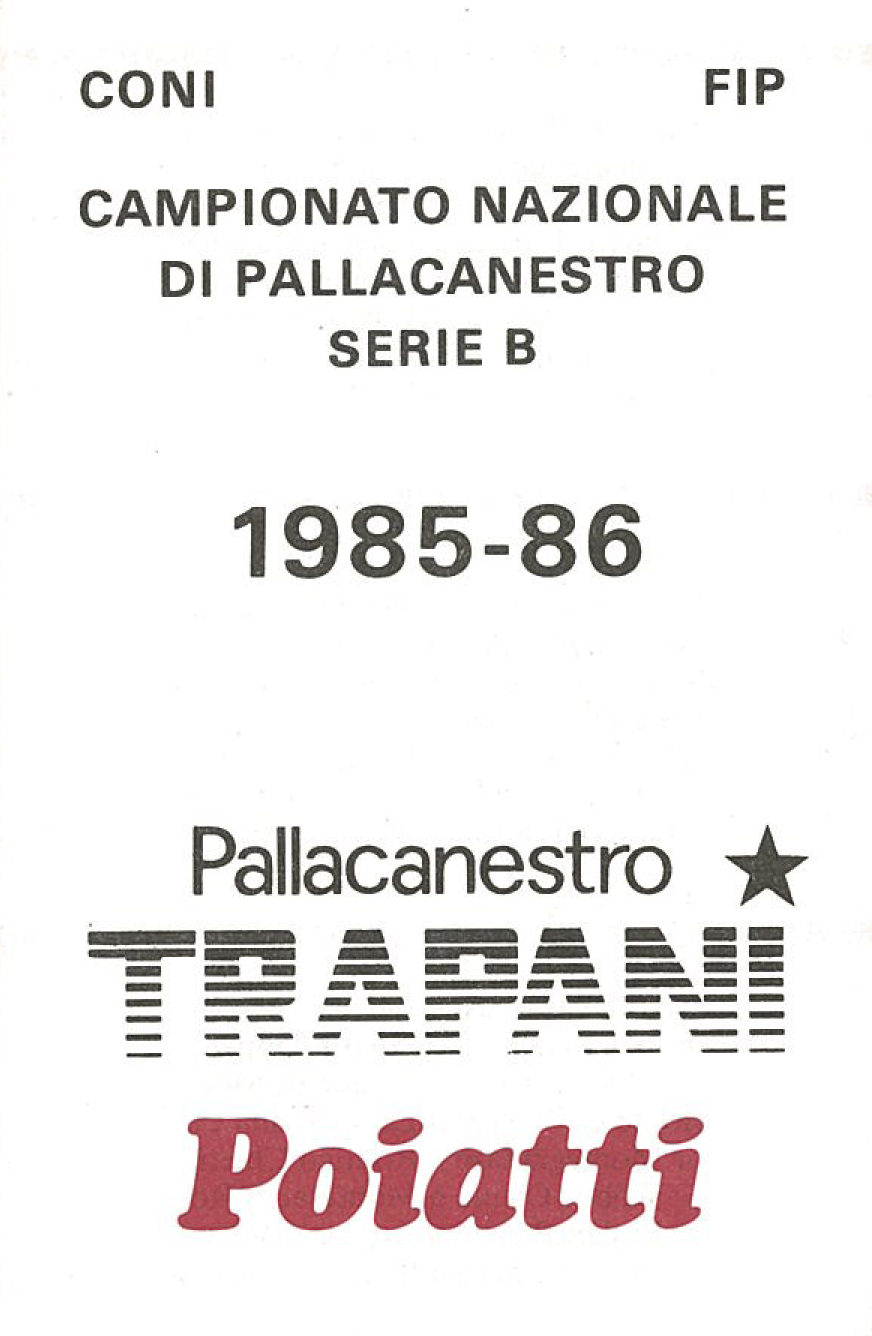 CONI FIP
CAMPIONATO NAZIONALE
DI PALLACANESTRO
SERIE B
1985-86
Pallacanestro
TRAPANI
Poiatti